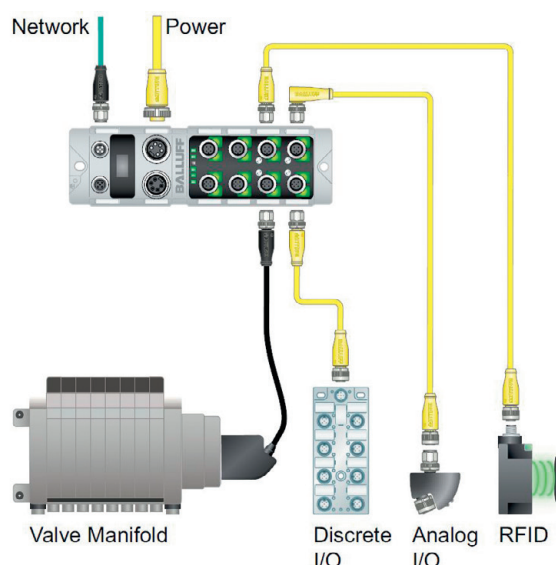 Network
Power
BALLUFF
Valve Manifold
Discrete
I/O
Analog
I/O
RFID